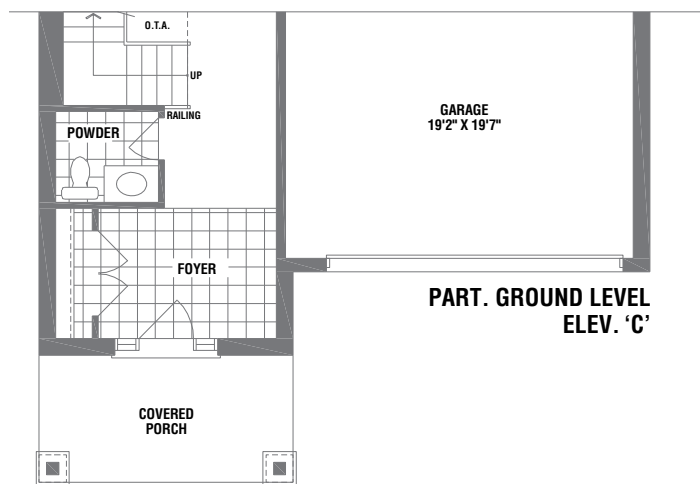 O.T.A.
UP
RAILING
POWDER
GARAGE
19'2" X 19'7"
FOYER
PART. GROUND LEVEL
ELEV. ‘C’
COVERED
PORCH